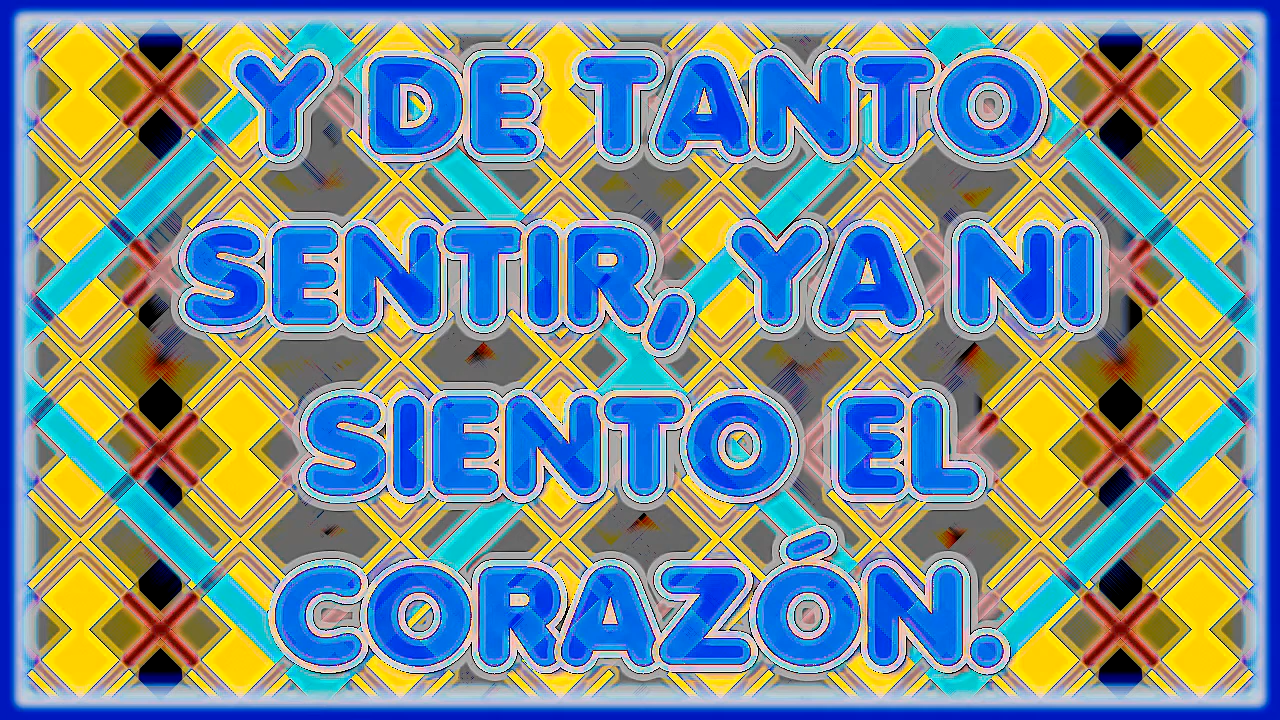 Y DE TANTO
SENTIR, YA NI
SIENTO EL
CORAZÓN.